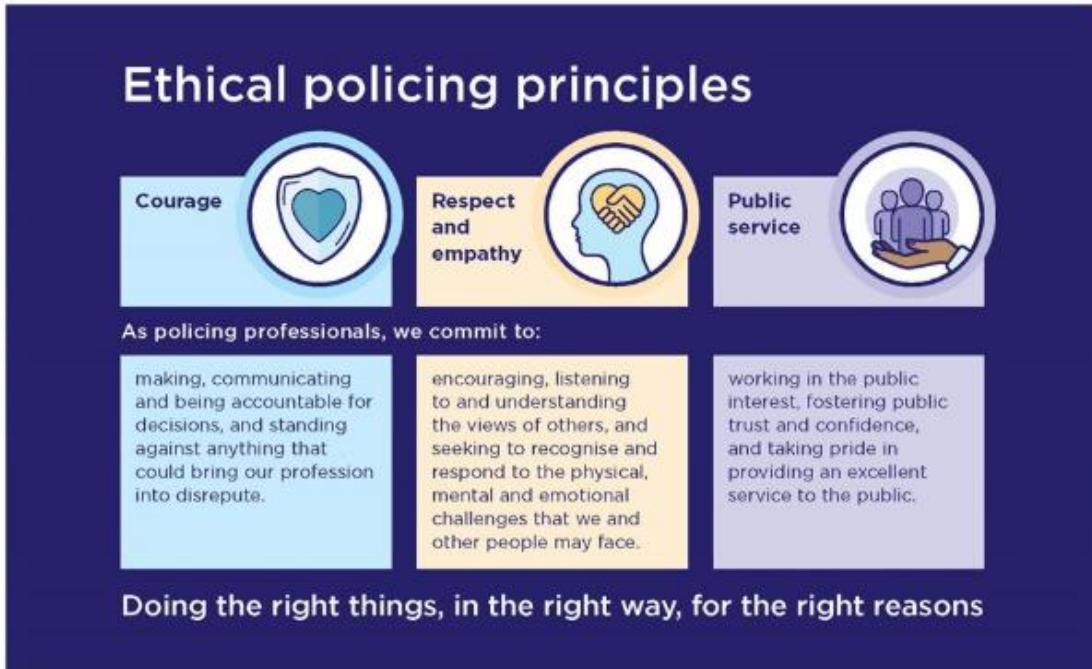 Ethical policing principles
Courage
Respect
and
empathy
Public
service
As policing professionals, we commit to:
making, communicating
and being accountable for
decisions, and standing
against anything that
could bring our profession
into disrepute.
encouraging, listening
to and understanding
the views of others, and
seeking to recognise and
respond to the physical,
mental and emotional
challenges that we and
other people may face.
working in the public
interest, fostering public
trust and confidence,
and taking pride in
providing an excellent
service to the public.
Doing the right things, in the right way, for the right reasons